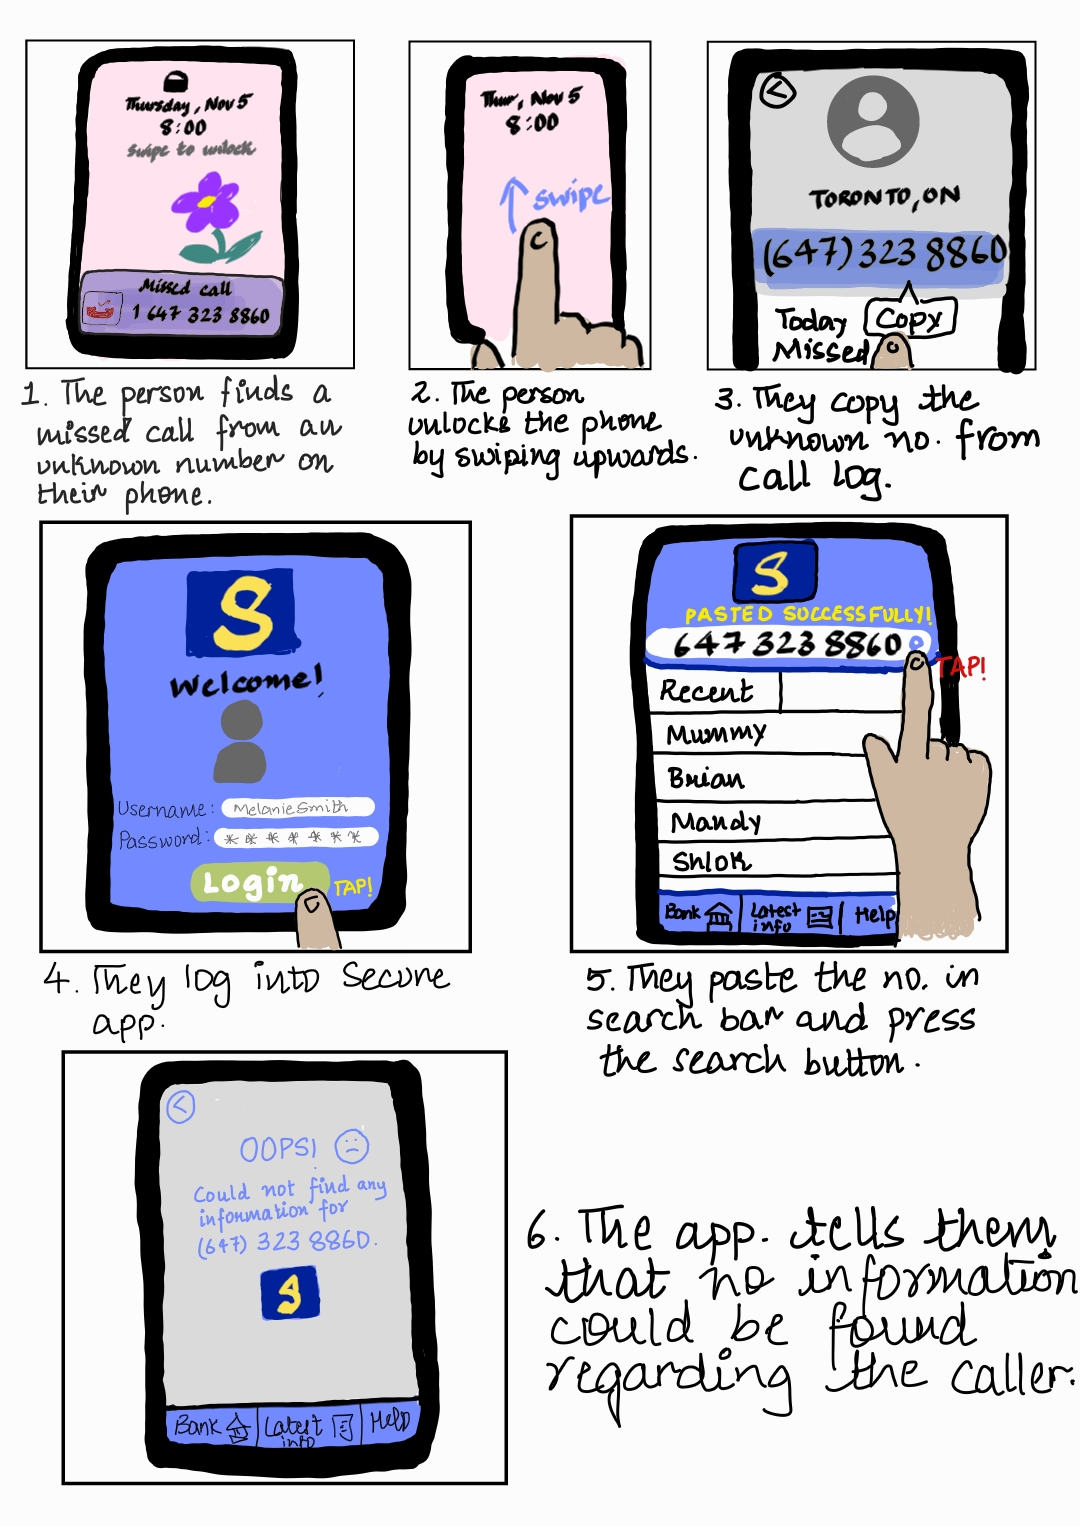 Thursday, Nov 5
8:00
swipe to unlock
Missed call
1 647 323 8860
1. The person finds a
missed call from an
unknown number on
their phone.
Thur, Nov 5
8:00
swipe
2. The person
unlocks the phone
by swiping upwards.
TORONTO, ON
(647) 323 8860
Today
Copy
Missed
3. They copy the
unknown no. from
call log.
S
Welcome!
Username: MelanieSmith
Password: *******
Login
TAP!
4. They log into Secure
app.
S
PASTED SUCCESSFULLY!
647 323 8860
TAP!
Recent
Mummy
Brian
Mandy
Shlok
Bank
Latest
info
Help
5. They paste the no. in
search bar and press
the search button.
OOPS!
Could not find any
information for
(647) 323 8860.
S
Bank
Latest
info
Help
6. The app. tells them
that no information
could be found
regarding the caller.